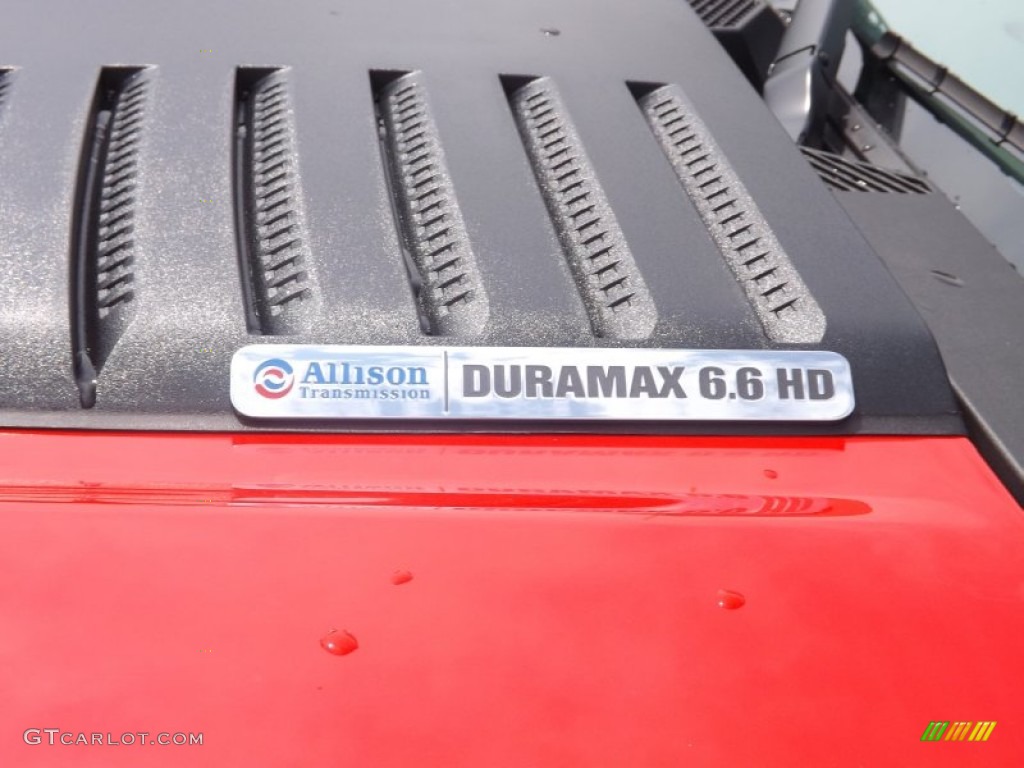 Allison
Transmission
DURAMAX 6.6 HD
GTCARLOT.COM